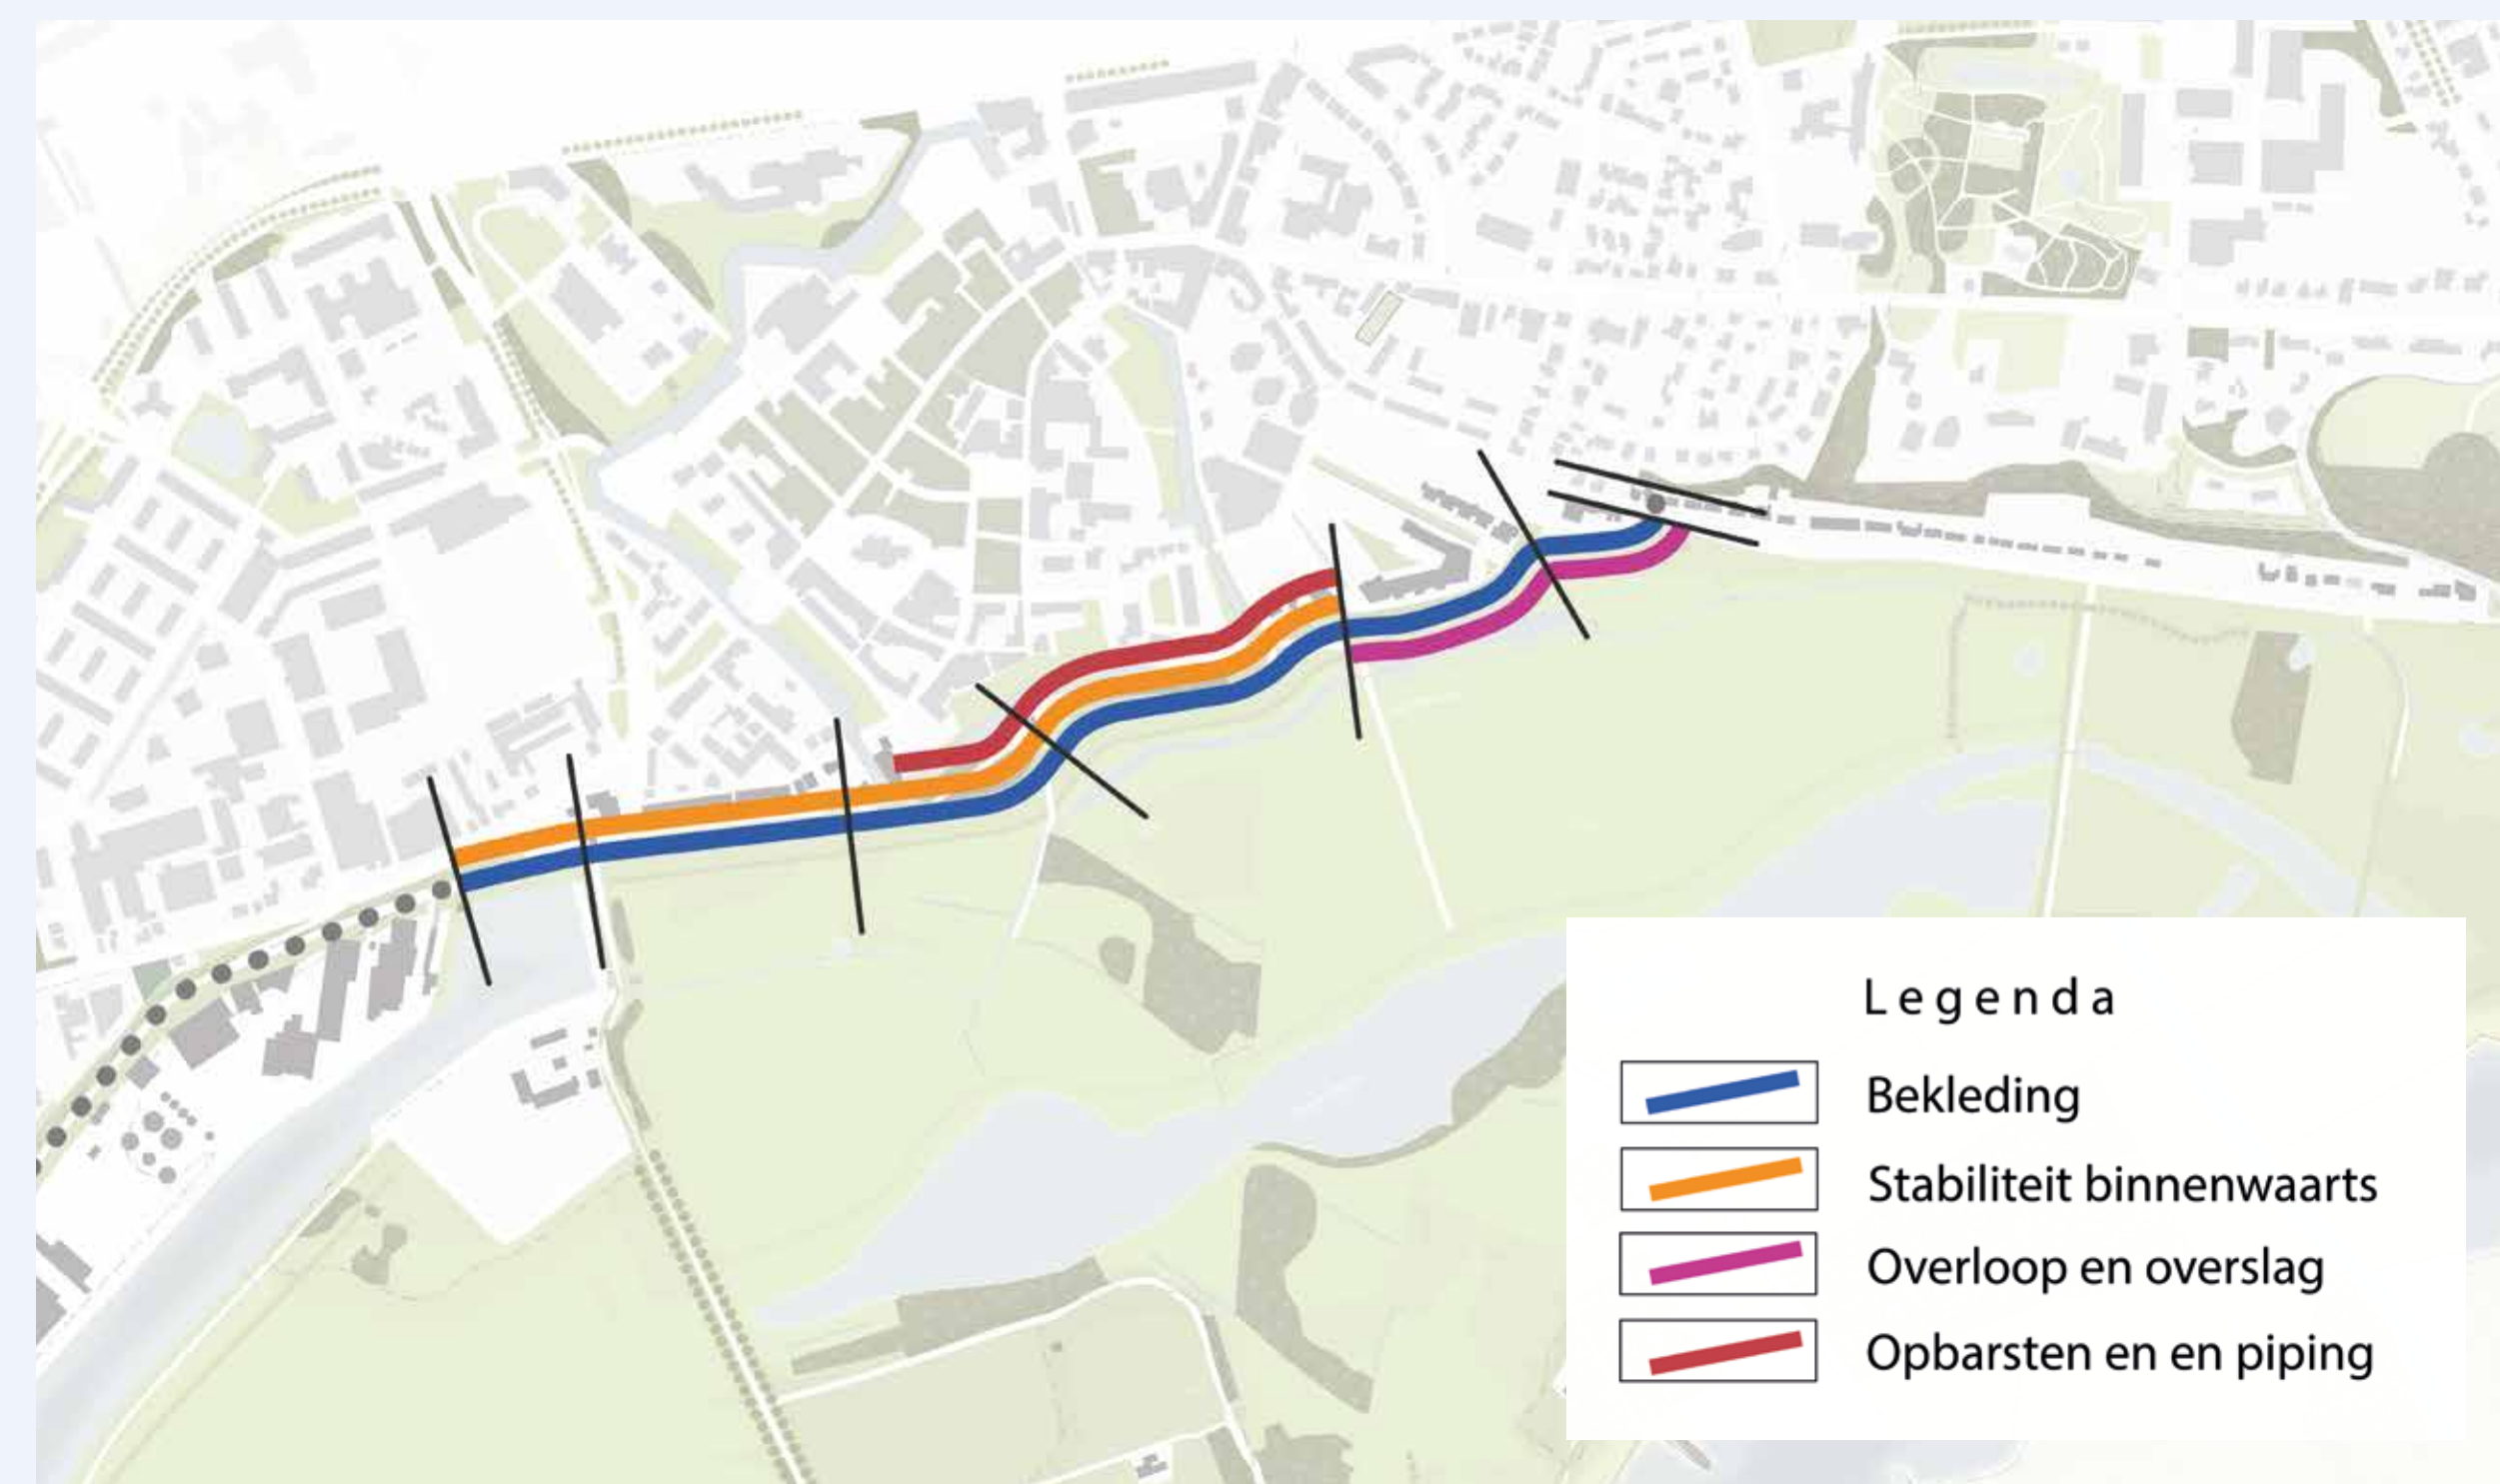 Legenda
Bekleding
Stabiliteit binnenwaarts
Overloop en overslag
Opbarsten en en piping